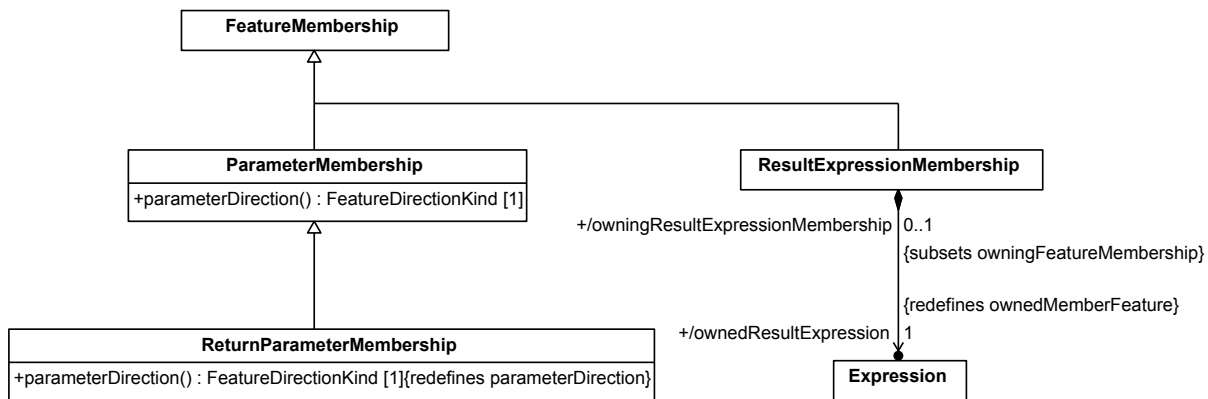 FeatureMembership
ParameterMembership
+parameterDirection() : FeatureDirectionKind [1]
ResultExpressionMembership
+/owningResultExpressionMembership 0..1
{subsets owningFeatureMembership}
{redefines ownedMemberFeature}
+/ownedResultExpression 1
ReturnParameterMembership
+parameterDirection() : FeatureDirectionKind [1]{redefines parameterDirection}
Expression